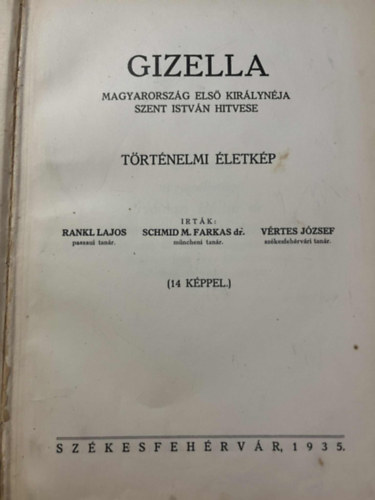 GIZELLA
MAGYARORSZÁG ELSŐ KIRÁLYNÉJA
SZENT ISTVÁN HITVESE
TÖRTÉNELMI ÉLETKÉP
IRTÁK:
RANKL LAJOS SCHMID M. FARKAS dr. VÉRTES JÓZSEF
passaui tanár. müncheni tanár. székesfehérvári tanár.
(14 KÉPPEL.)
SZÉKESFEHÉRVÁR, 1935.